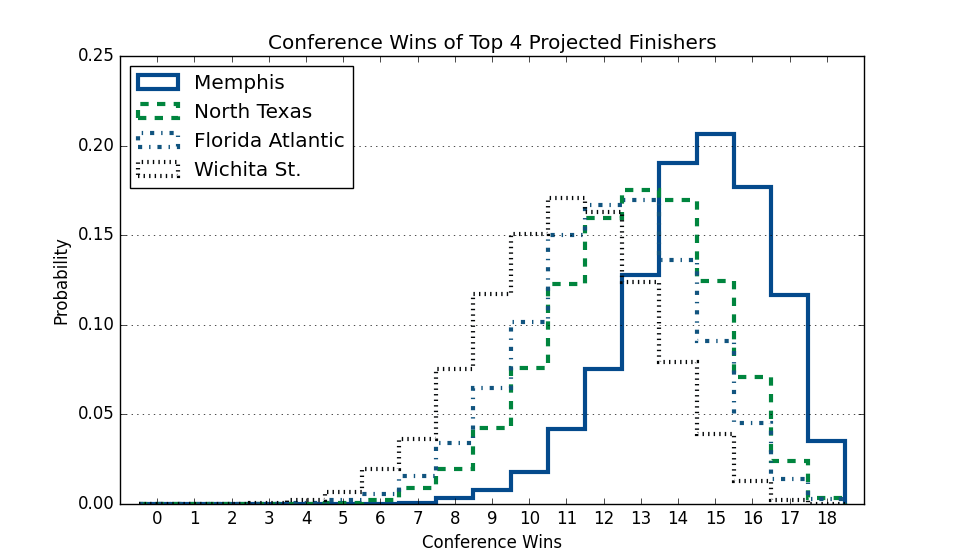 Conference Wins of Top 4 Projected Finishers
0.25
0.20
0.15
0.10
0.05
0.00
Probability
Memphis
North Texas
Florida Atlantic
Wichita St.
0 1 2 3 4 5 6 7 8 9 10 11 12 13 14 15 16 17 18
Conference Wins